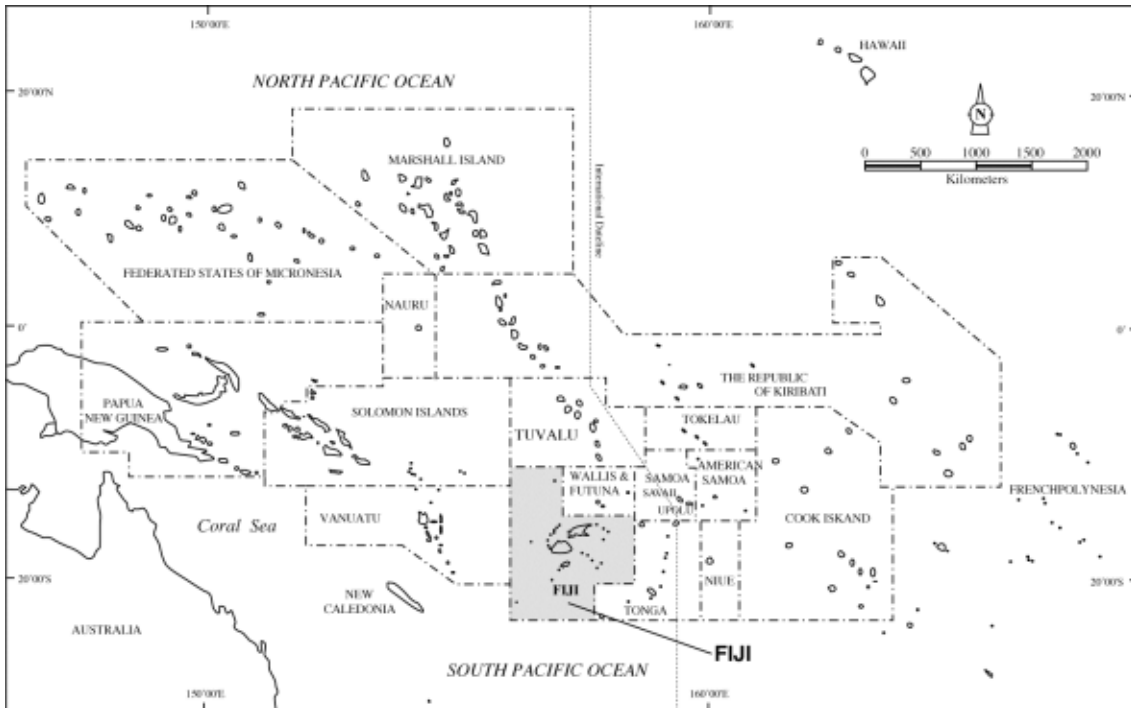 150°00'E
160°00'E
HAWAII
NORTH PACIFIC OCEAN
20°00'N
20°00'N
N
0 500 1000 1500 2000
Kilometers
MARSHALL ISLAND
International Dateline
FEDERATED STATES OF MICRONESIA
NAURU
0'
0'
THE REPUBLIC
OF KIRIBATI
PAPUA
NEW GUINEA
SOLOMON ISLANDS
TUVALU
TOKELAU
WALLIS &
FUTUNA
SAMOA
SAVAII
UPOLU
AMERICAN
SAMOA
FRENCHPOLYNESIA
Coral Sea
VANUATU
COOK ISKAND
20°00'S
20°00'S
FIJI
NIUE
NEW
CALEDONIA
TONGA
AUSTRALIA
FIJI
SOUTH PACIFIC OCEAN
150°00'E
160°00'E